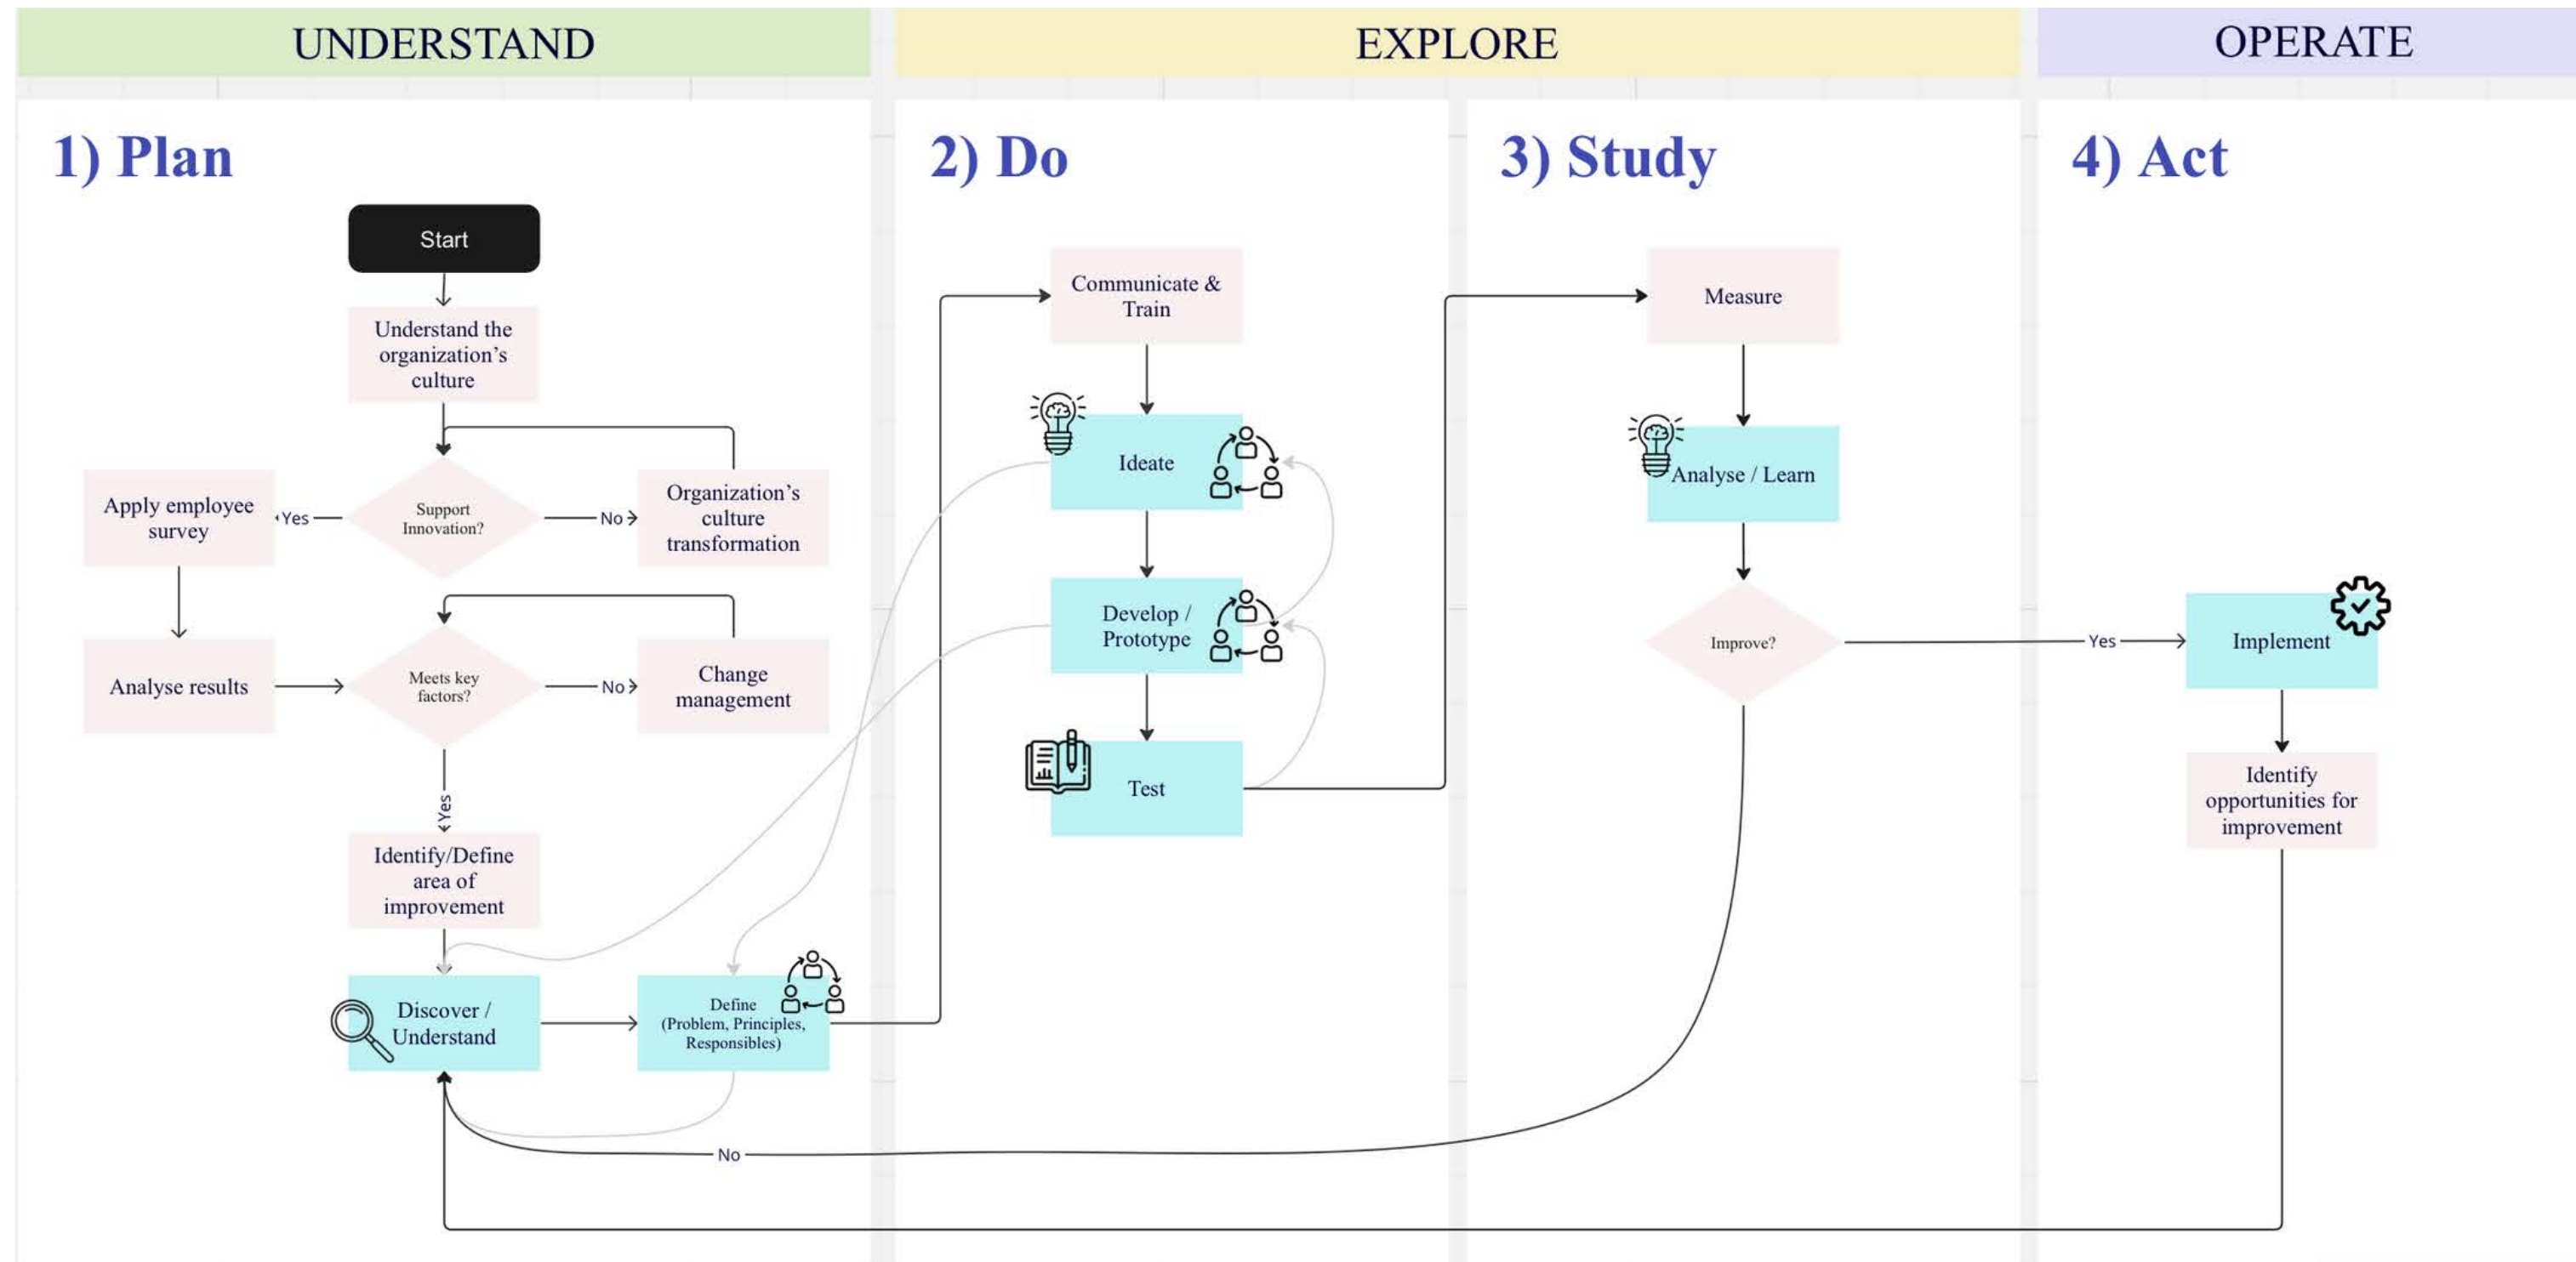 UNDERSTAND
EXPLORE
OPERATE
1) Plan
2) Do
3) Study
4) Act
Start
Understand the
organization’s
culture
Support
Innovation?
Yes
No
Apply employee
survey
Organization’s
culture
transformation
Analyse results
Meets key
factors?
No
Change
management
Yes
Identify/Define
area of
improvement
Discover /
Understand
Define
(Problem, Principles,
Responsibles)
Communicate &
Train
Ideate
Develop /
Prototype
Test
Measure
Analyse / Learn
Improve?
Yes
No
Implement
Identify
opportunities for
improvement